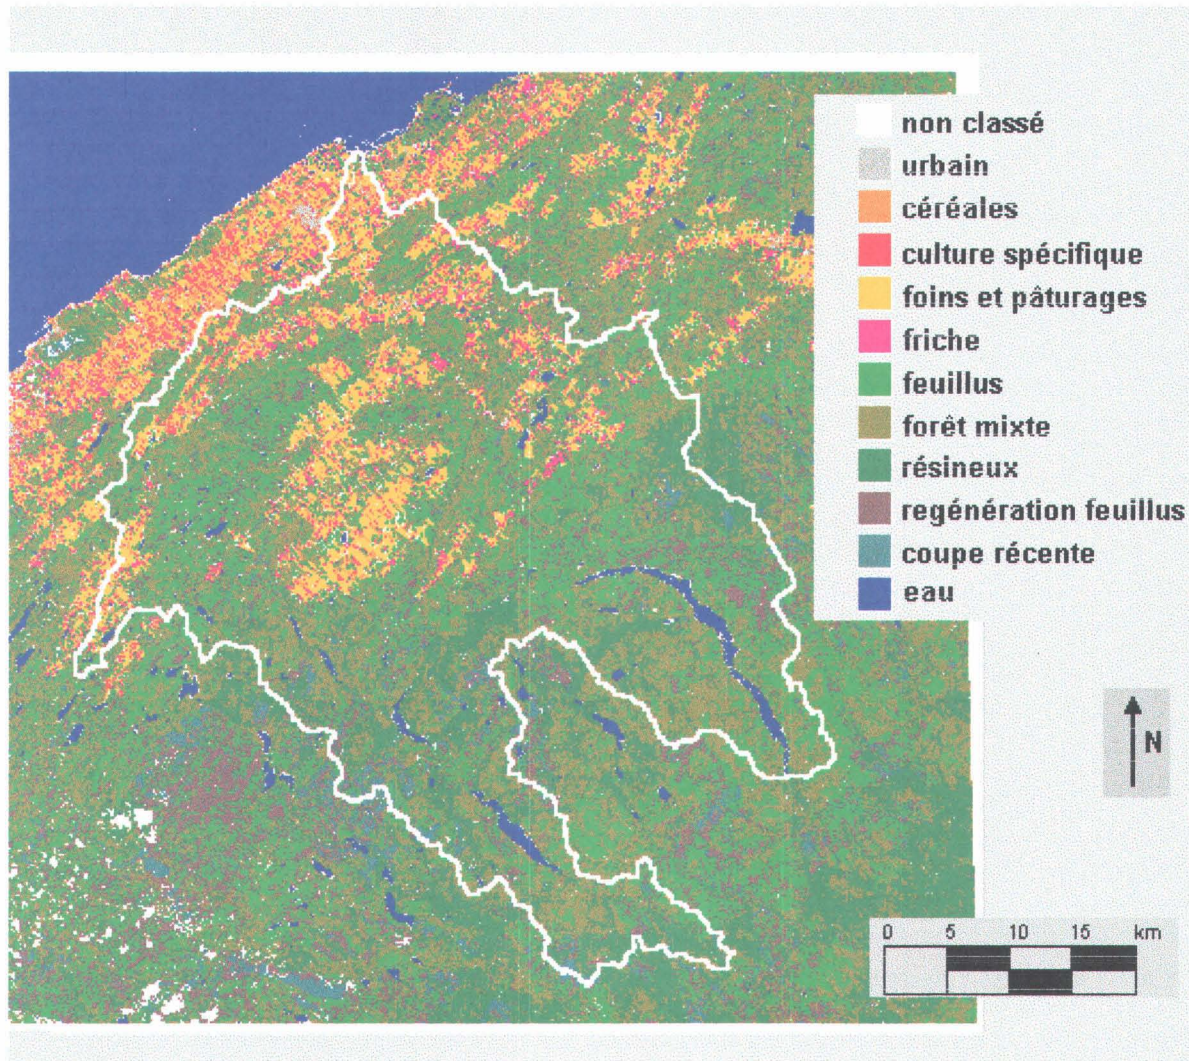 non classé
urbain
céréales
culture spécifique
foins et pâturages
friche
feuillus
forêt mixte
résineux
regénération feuillus
coupe récente
eau
N
0 5 10 15 km